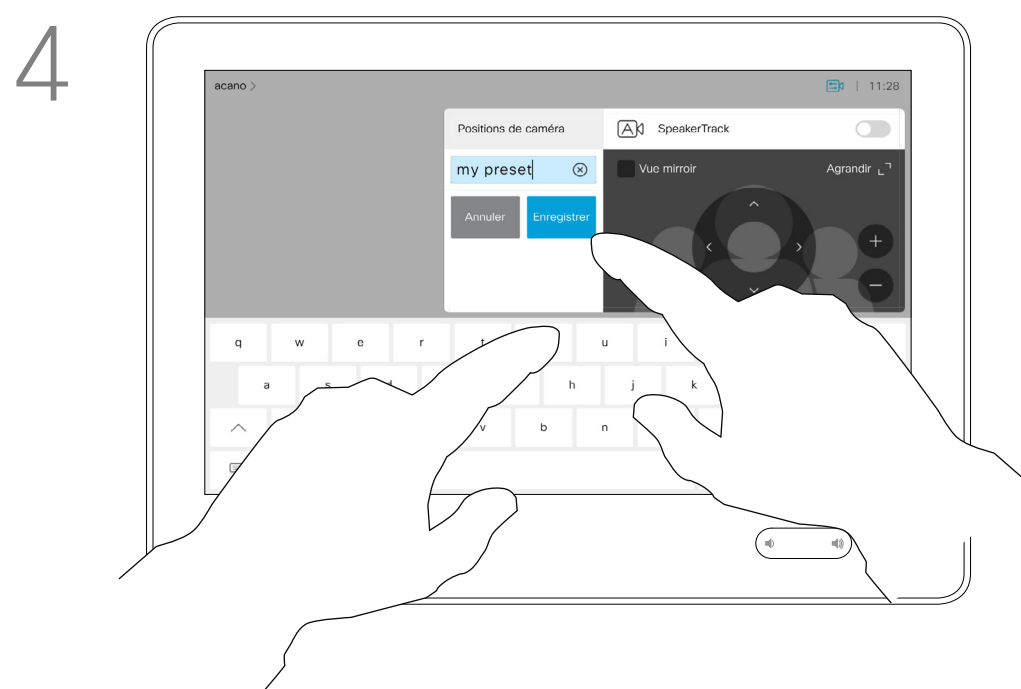 4
acano >
11:28
Positions de caméra
SpeakerTrack
my preset
Vue mirroir
Agrandir
Annuler
Enregistrer
q w e r t u i
a s d h j k
v b n